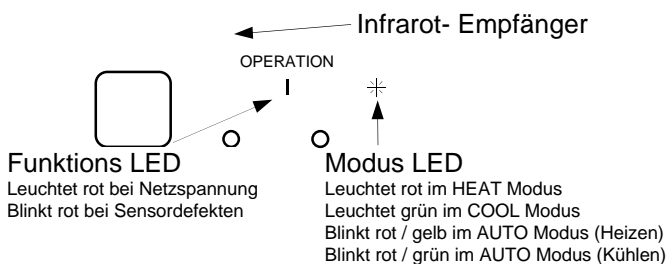 Infrarot- Empfänger
OPERATION
I
Funktions LED
Leuchtet rot bei Netzspannung
Blinkt rot bei Sensordefekten
Modus LED
Leuchtet rot im HEAT Modus
Leuchtet grün im COOL Modus
Blinkt rot / gelb im AUTO Modus (Heizen)
Blinkt rot / grün im AUTO Modus (Kühlen)